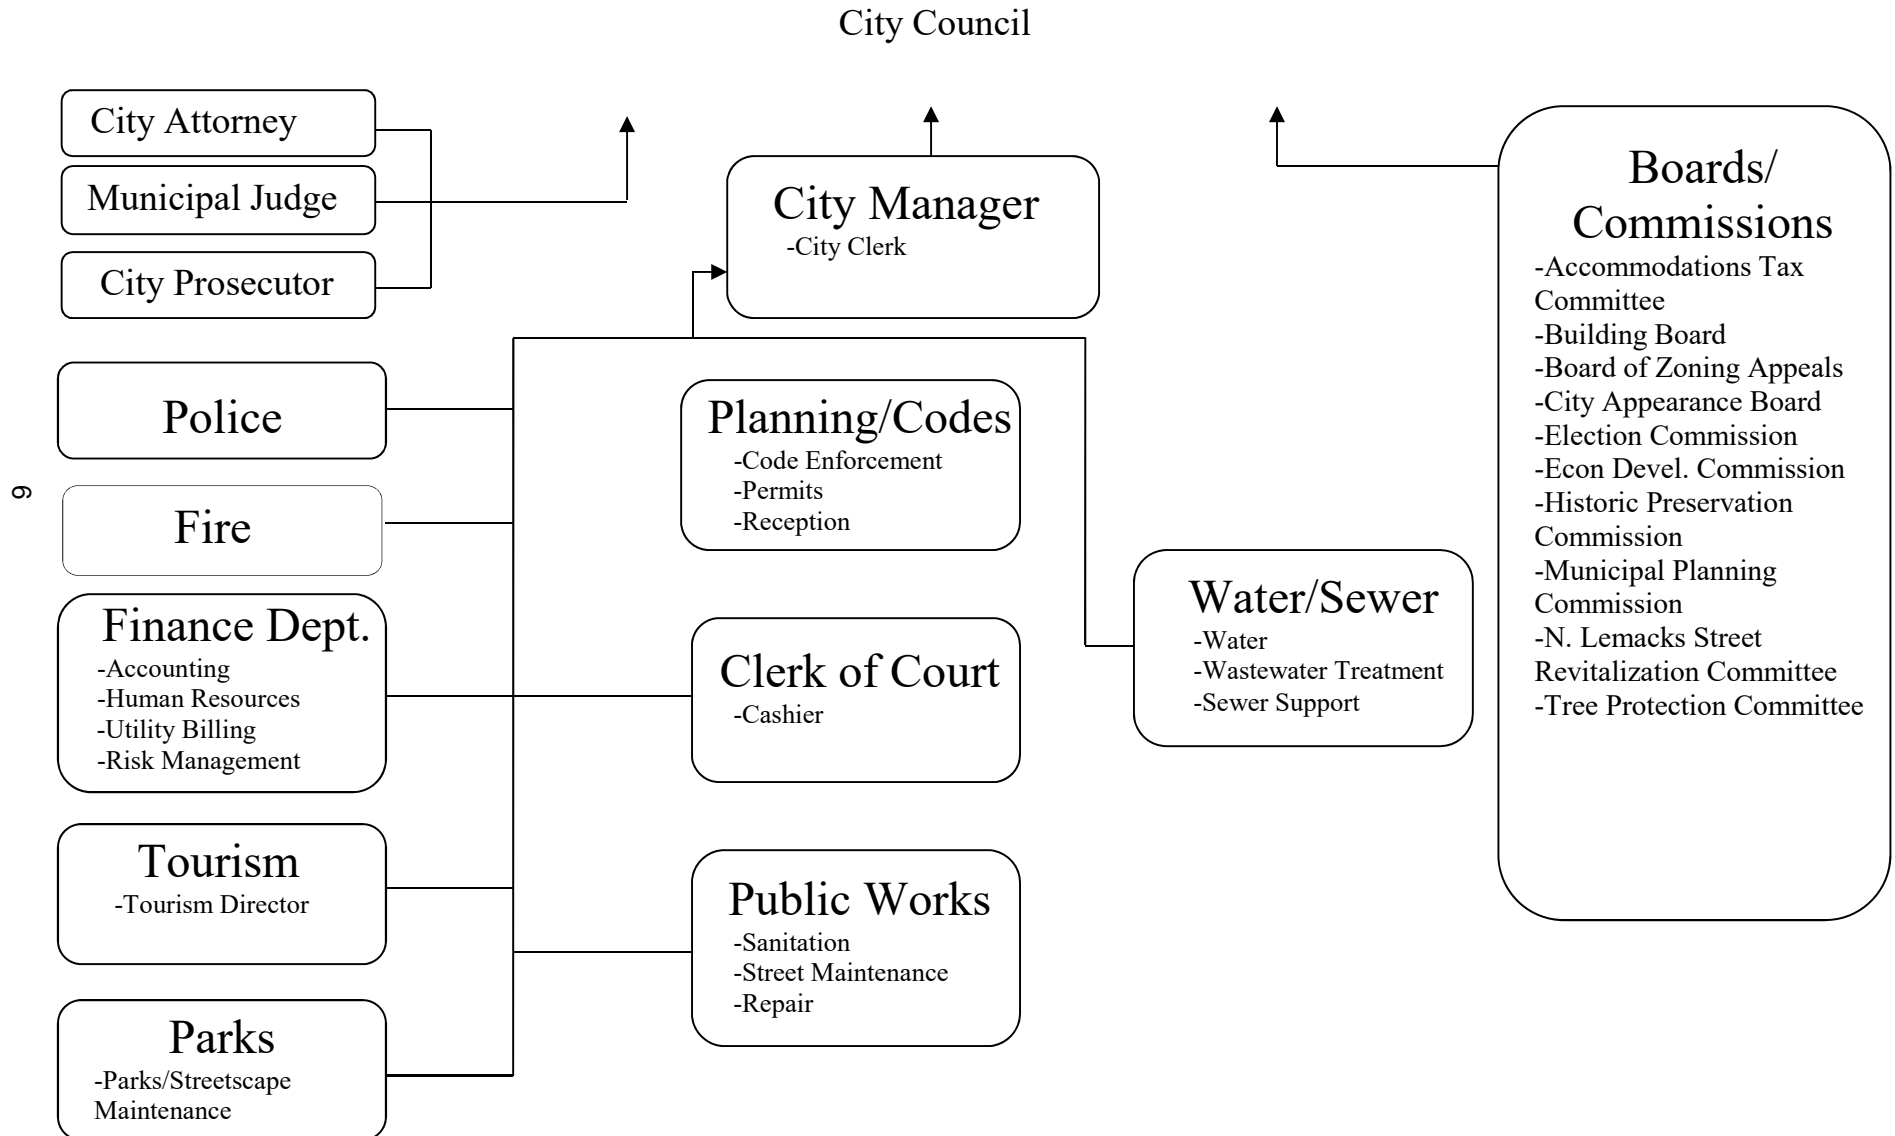 City Council
City Attorney
Municipal Judge
City Prosecutor
City Manager
-City Clerk
Boards/
Commissions
-Accommodations Tax
Committee
-Building Board
-Board of Zoning Appeals
-City Appearance Board
-Election Commission
-Econ Devel. Commission
-Historic Preservation
Commission
-Municipal Planning
Commission
-N. Lemacks Street
Revitalization Committee
-Tree Protection Committee
Police
Fire
Finance Dept.
-Accounting
-Human Resources
-Utility Billing
-Risk Management
Tourism
-Tourism Director
Parks
-Parks/Streetscape
Maintenance
Planning/Codes
-Code Enforcement
-Permits
-Reception
Clerk of Court
-Cashier
Public Works
-Sanitation
-Street Maintenance
-Repair
Water/Sewer
-Water
-Wastewater Treatment
-Sewer Support
9